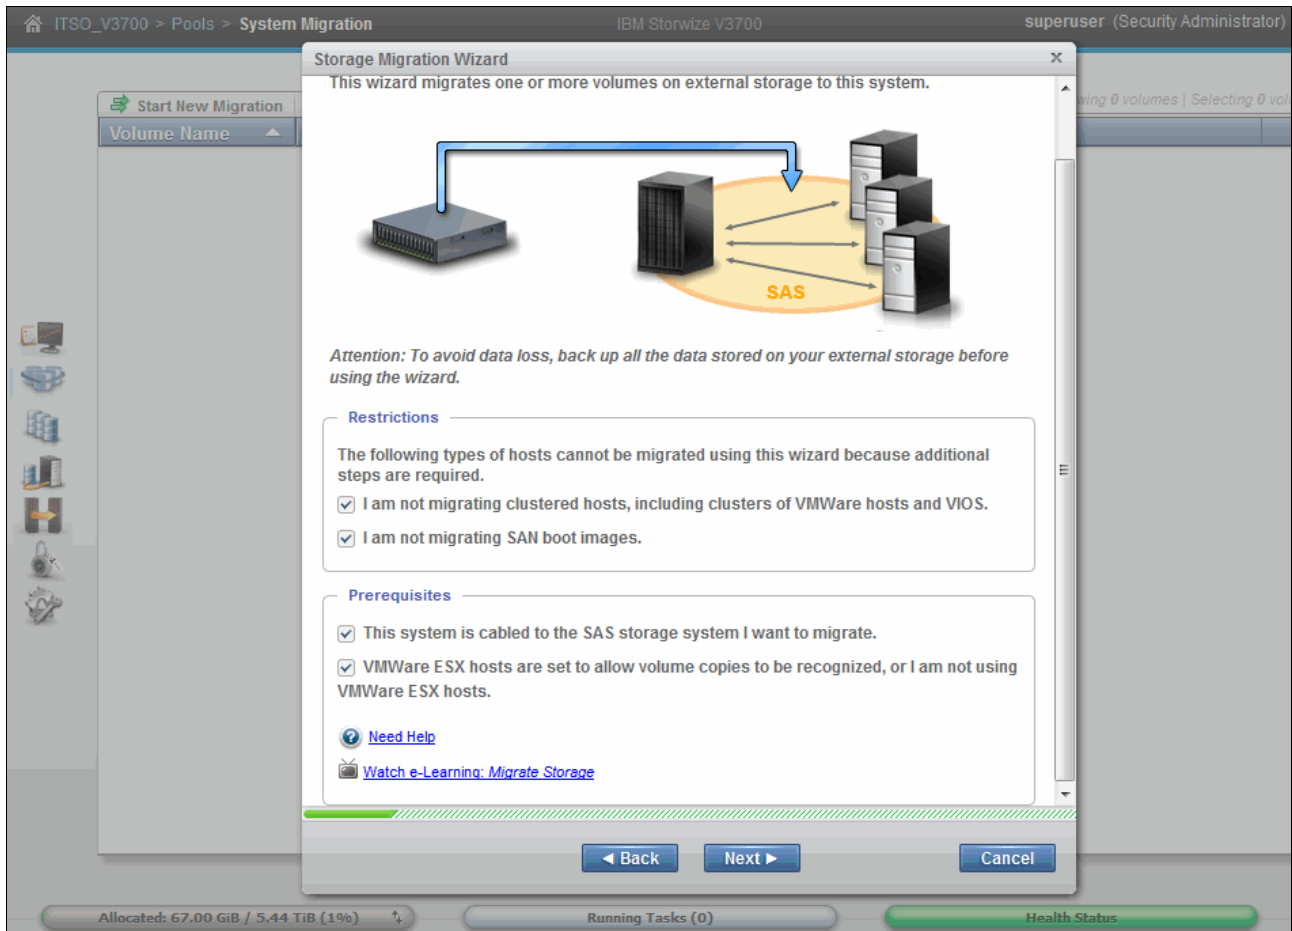 ITSO_V3700 > Pools > System Migration
IBM Storwize V3700
superuser (Security Administrator)
Storage Migration Wizard
x
This wizard migrates one or more volumes on external storage to this system.
Start New Migration
0 volumes | Selecting 0
Volume Name
SAS
Attention: To avoid data loss, back up all the data stored on your external storage before
using the wizard.
Restrictions
The following types of hosts cannot be migrated using this wizard because additional
steps are required.
I am not migrating clustered hosts, including clusters of VMWare hosts and VIOS.
I am not migrating SAN boot images.
Prerequisites
This system is cabled to the SAS storage system I want to migrate.
VMWare ESX hosts are set to allow volume copies to be recognized, or I am not using
VMWare ESX hosts.
Need Help
Watch e-Learning: Migrate Storage
Back
Next
Cancel
Allocated: 67.00 GiB / 5.44 TiB (1%)
Running Tasks (0)
Health Status